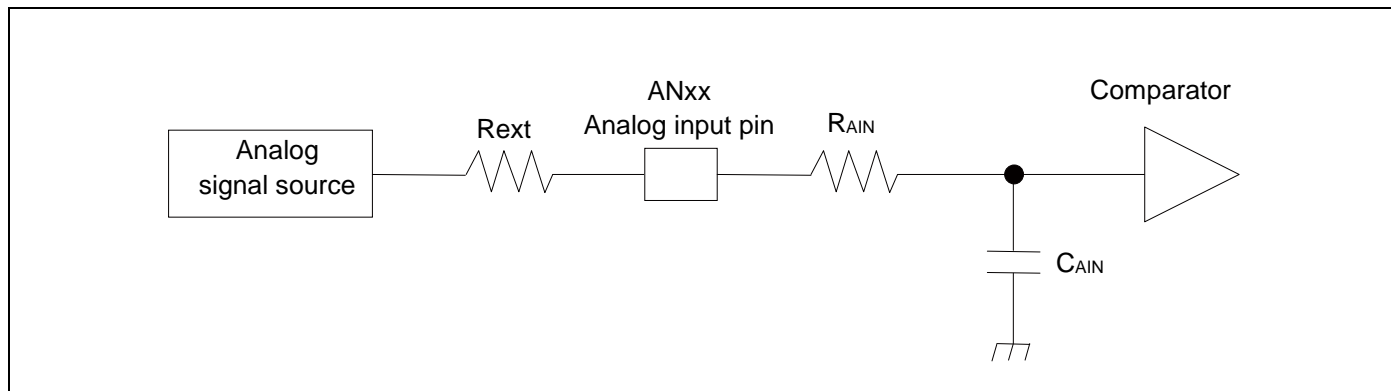 Analog
signal source
Rext
ANxx
Analog input pin
RAIN
Comparator
CAIN